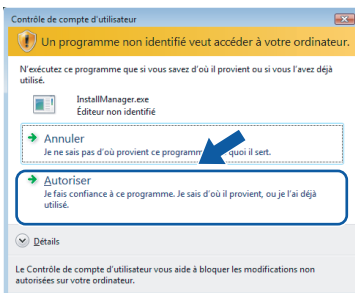 Contrôle de compte d'utilisateur
Un programme non identifié veut accéder à votre ordinateur.
N'exécutez ce programme que si vous savez d'où il provient ou si vous l'avez déjà
utilisé.
InstallManager.exe
Éditeur non identifié
Annuler
Je ne sais pas d'où provient ce programm quoi il sert.
Autoriser
Je fais confiance à ce programme. Je sais d'où il provient, ou je l'ai déjà
utilisé.
Détails
Le Contrôle de compte d'utilisateur vous aide à bloquer les modifications non
autorisées sur votre ordinateur.